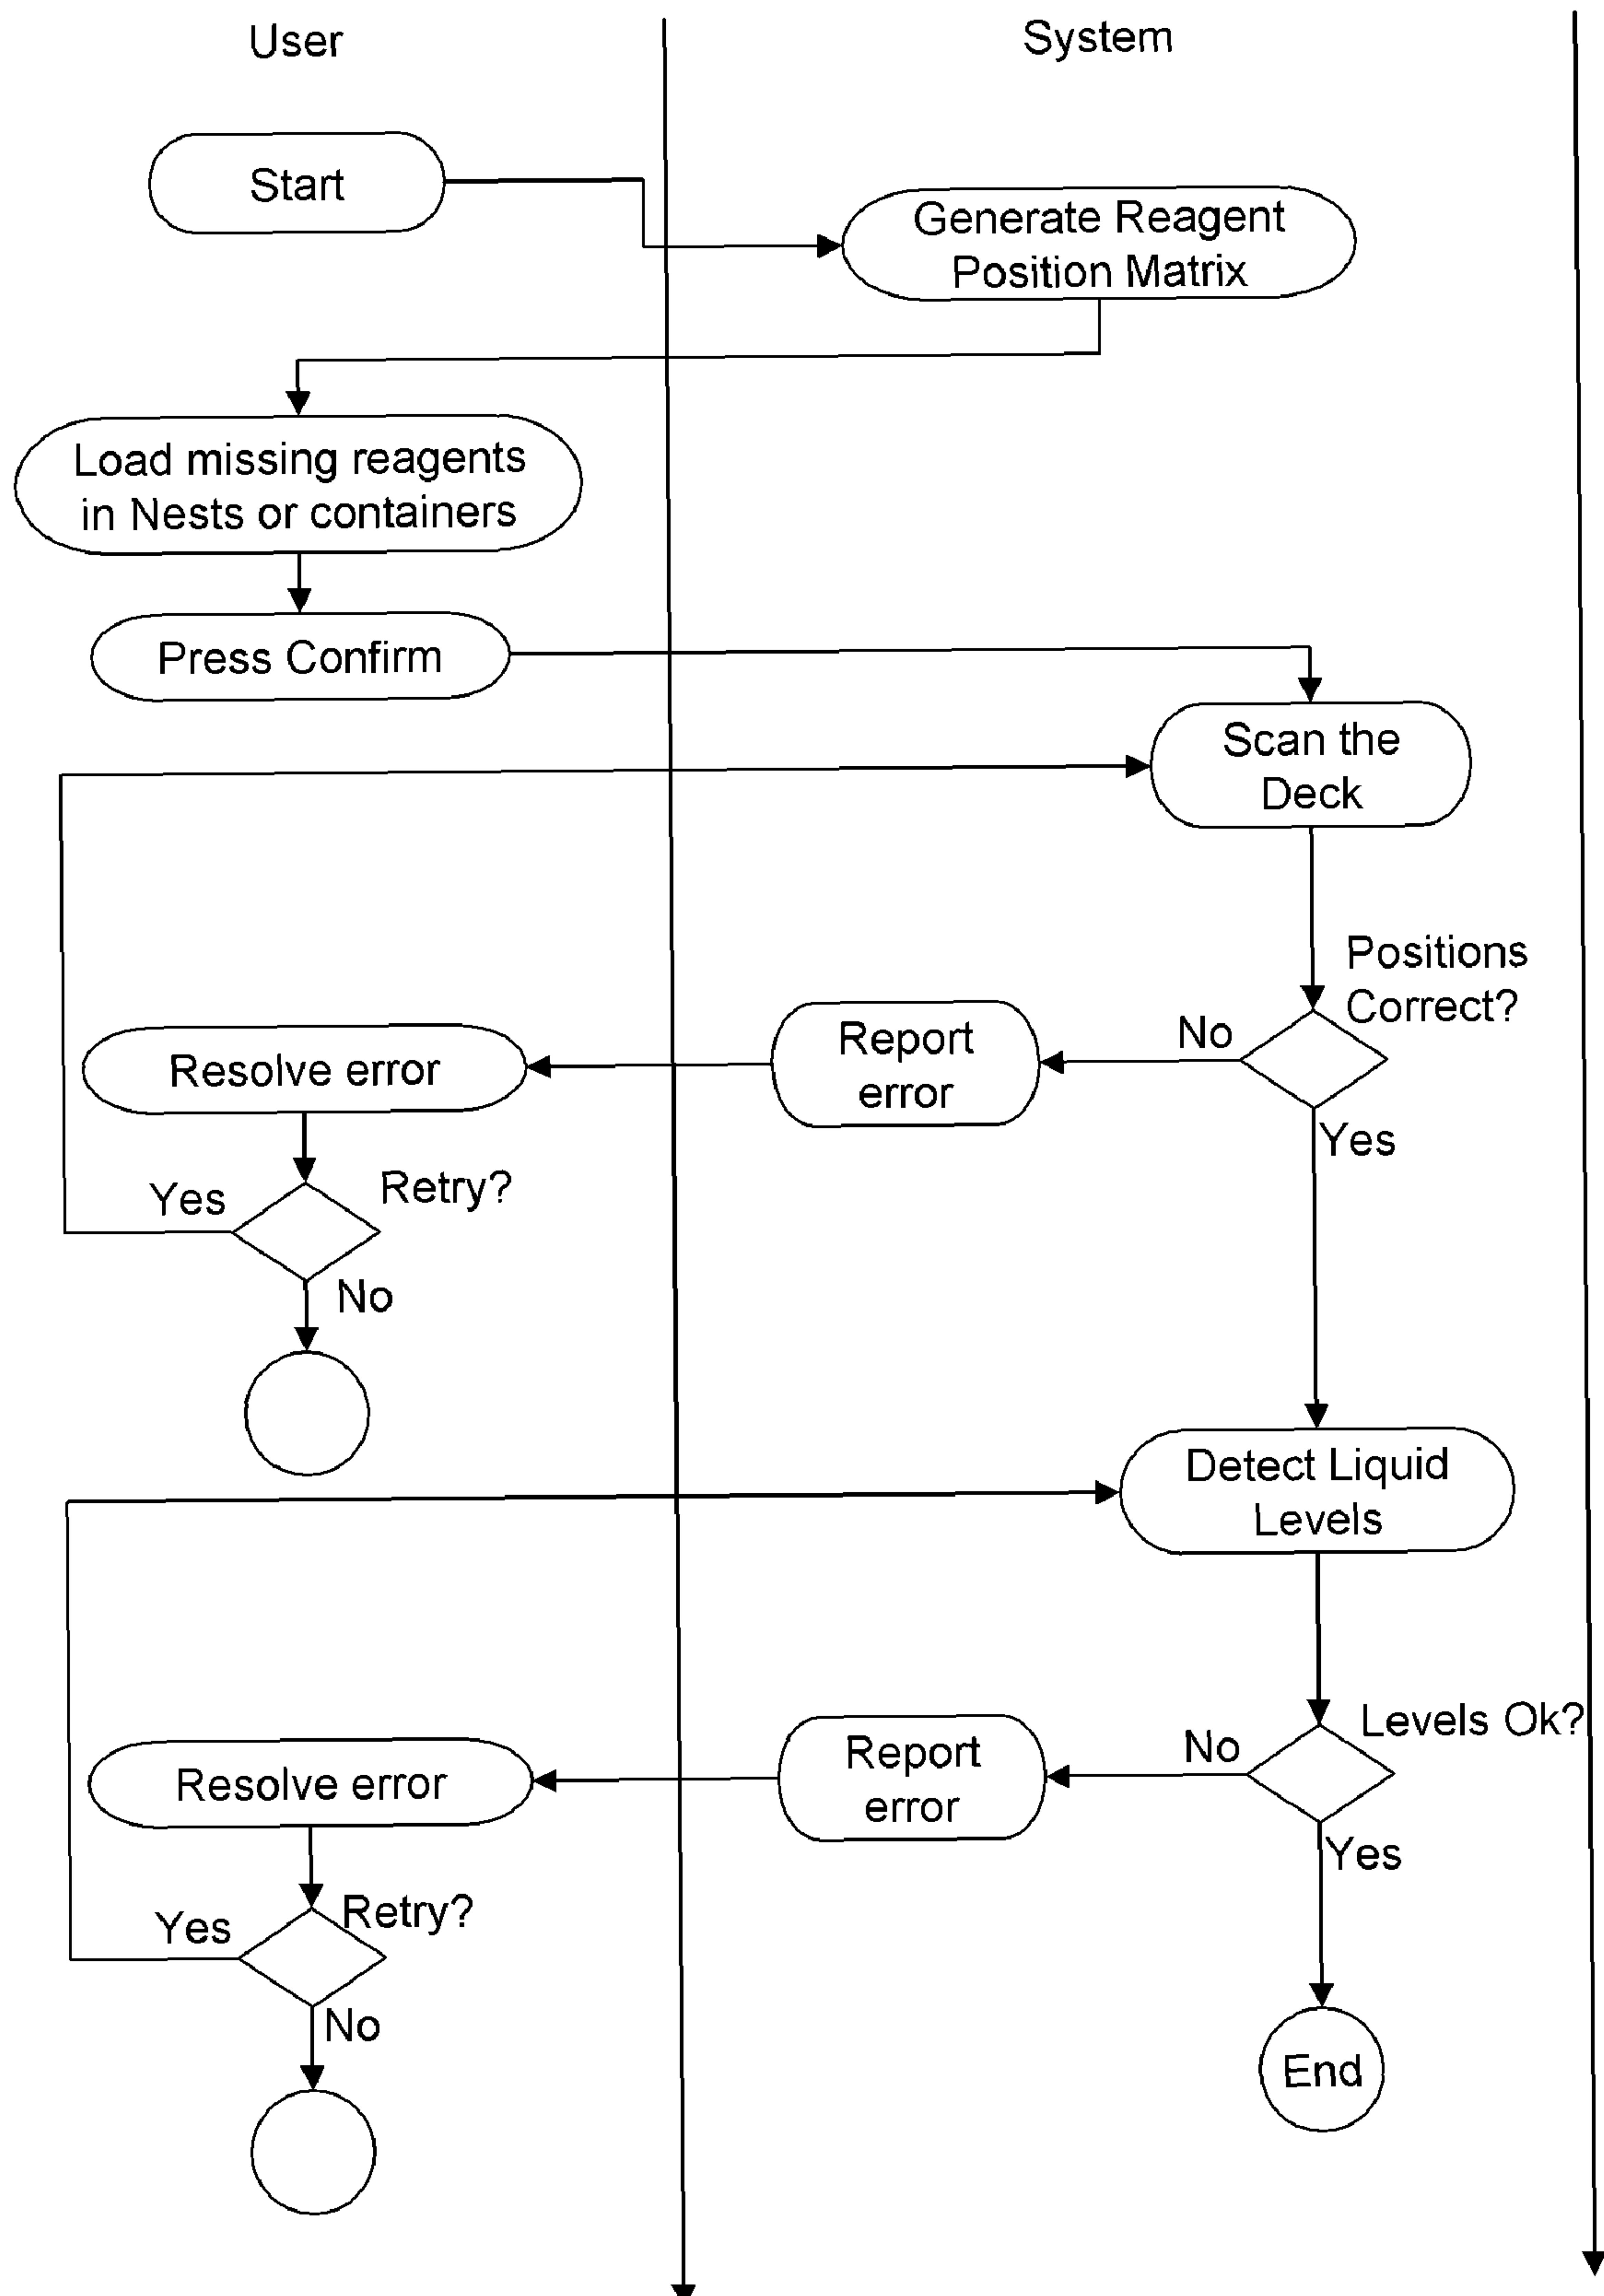 User
System
Start
Generate Reagent
Position Matrix
Load missing reagents
in Nests or containers
Press Confirm
Scan the
Deck
Positions
Correct?
No
Report
error
Resolve error
Yes
Retry?
Yes
No
Detect Liquid
Levels
Levels Ok?
No
Report
error
Resolve error
Yes
Retry?
Yes
No
End